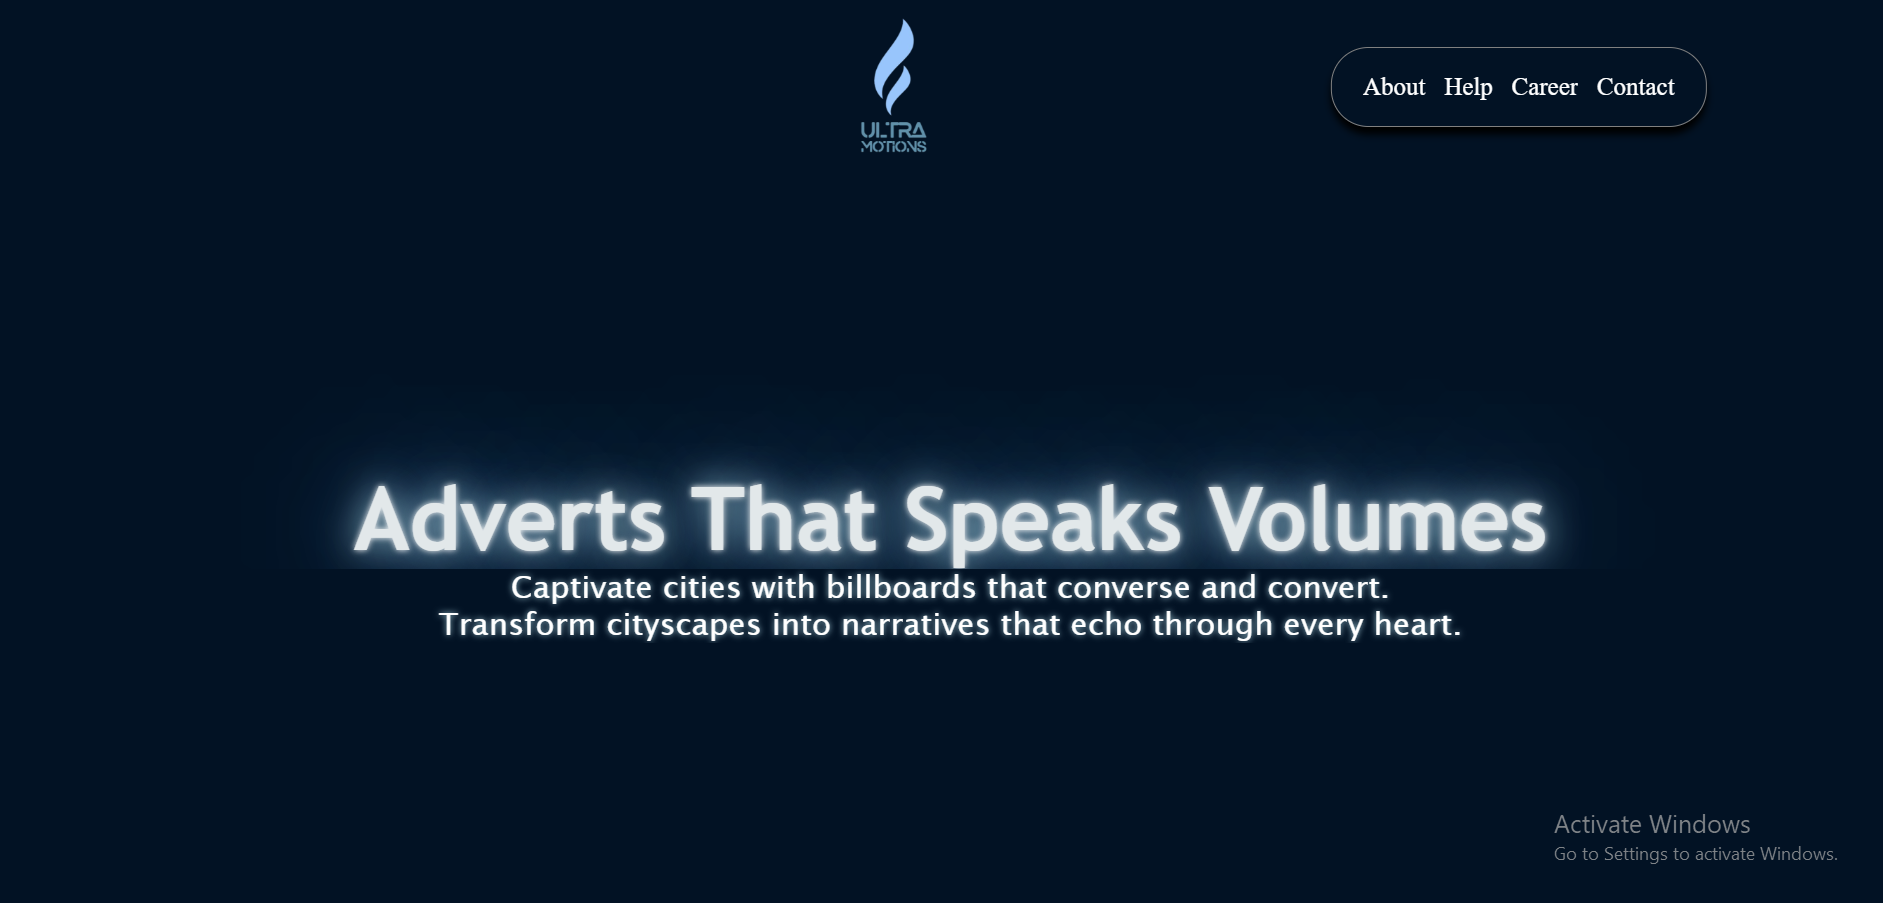 ULTRA
MOTIONS
About Help Career Contact
Adverts That Speaks Volumes
Captivate cities with billboards that converse and convert.
Transform cityscapes into narratives that echo through every heart.
Activate Windows
Go to Settings to activate Windows.